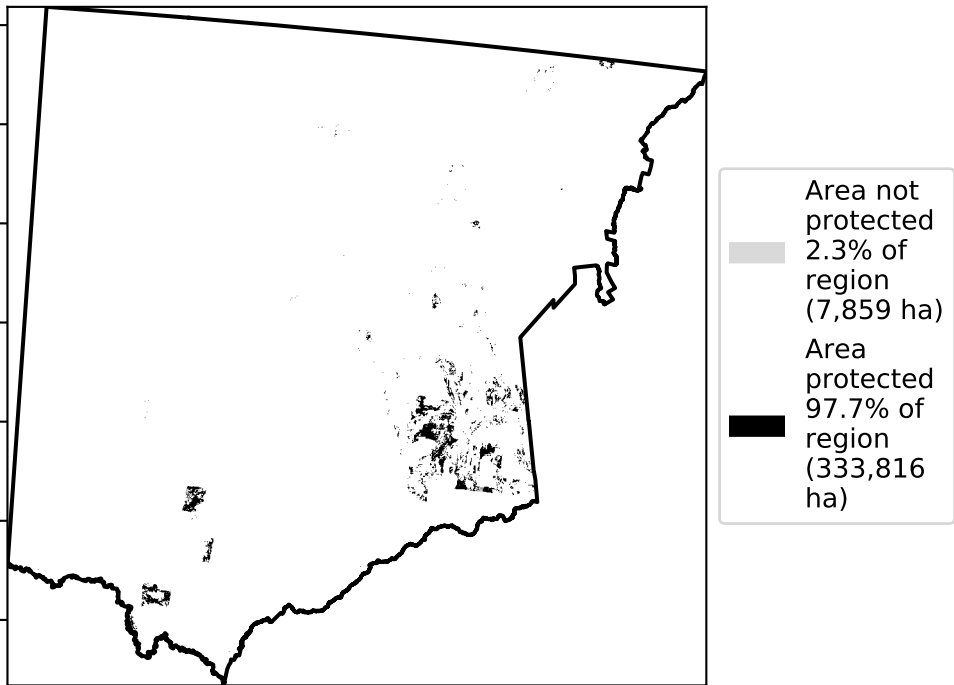 Area not
protected
2.3% of
region
(7,859 ha)
Area
protected
97.7% of
region
(333,816
ha)